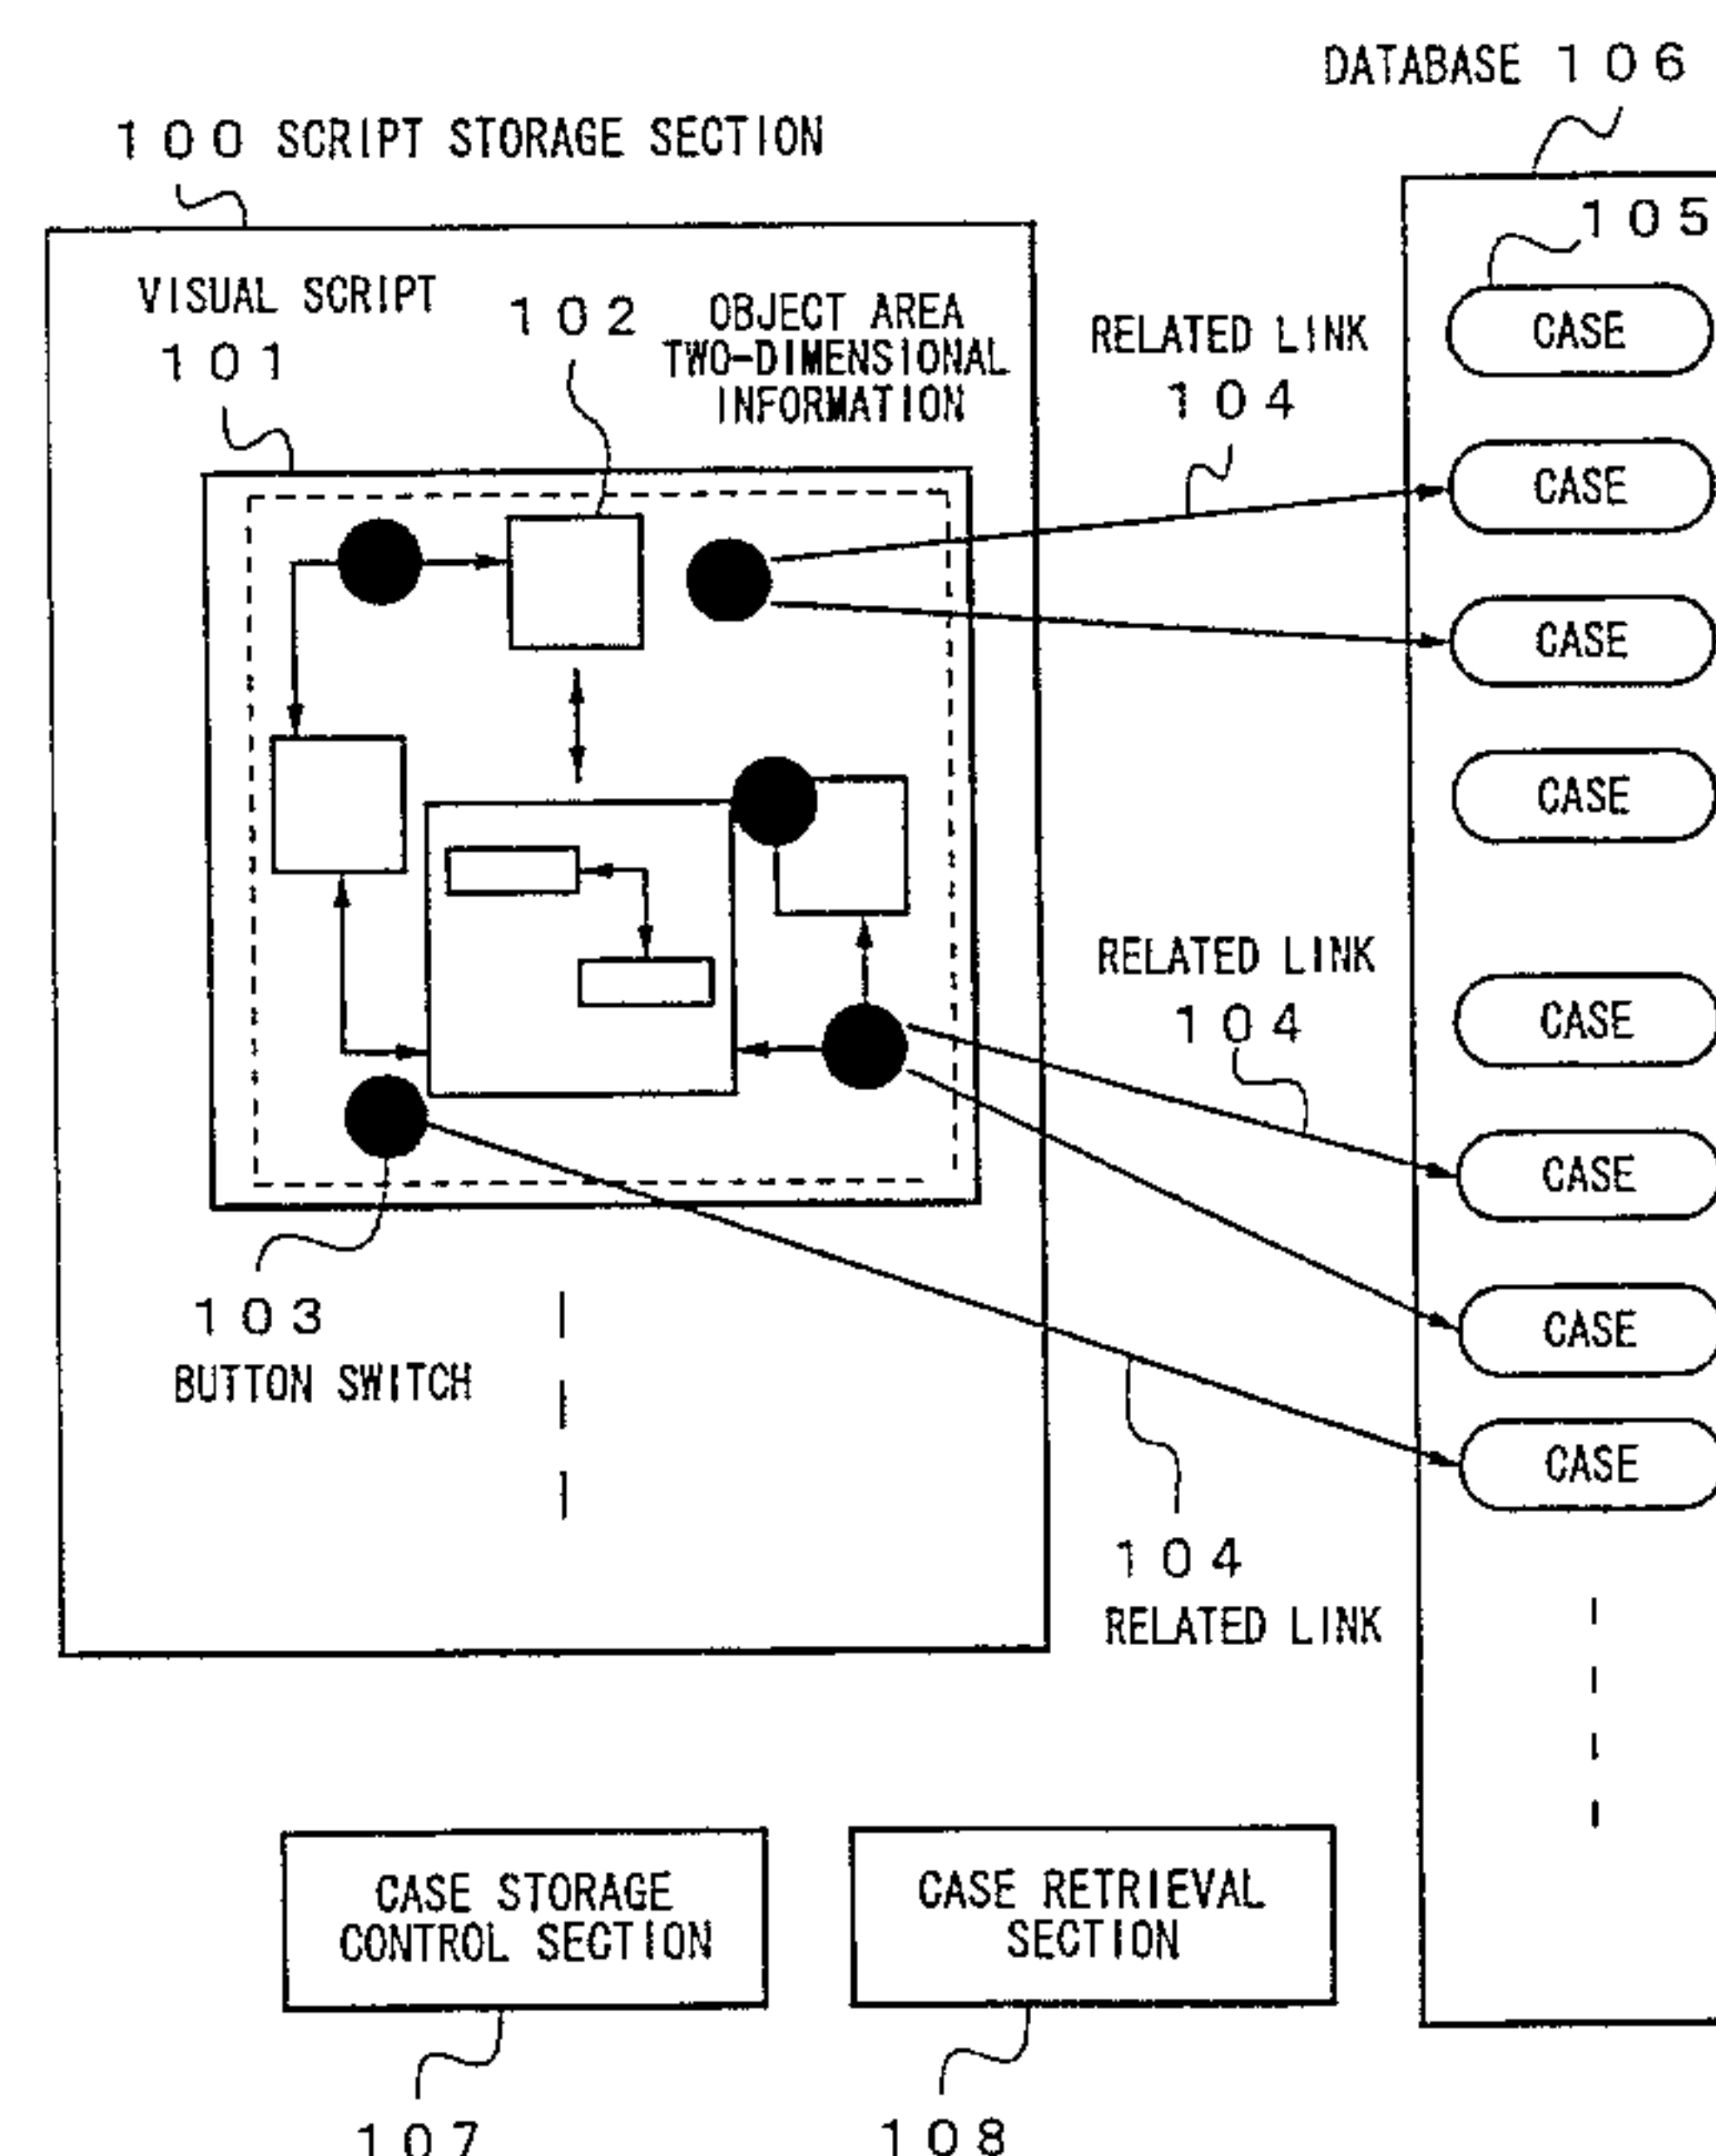 DATABASE 106
100 SCRIPT STORAGE SECTION
105
VISUAL SCRIPT
101
102
OBJECT AREA
TWO-DIMENSIONAL
INFORMATION
RELATED LINK
104
CASE
CASE
CASE
CASE
RELATED LINK
104
CASE
CASE
CASE
CASE
103
BUTTON SWITCH
104
RELATED LINK
CASE STORAGE
CONTROL SECTION
CASE RETRIEVAL
SECTION
107
108